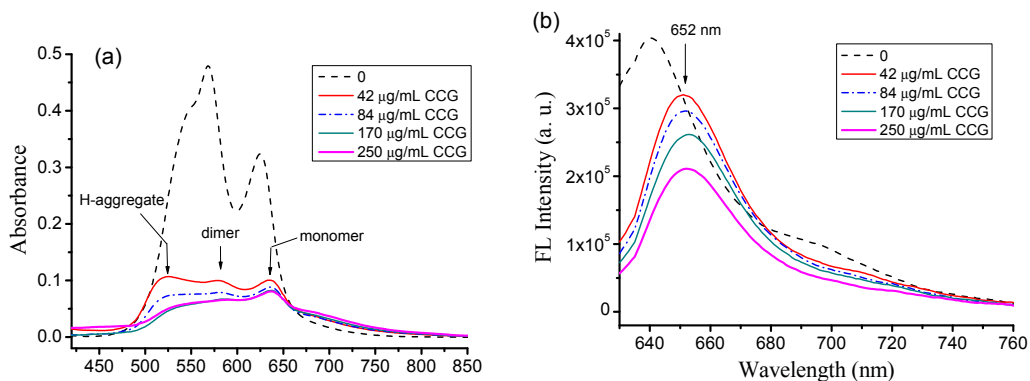 (a)
0
42 μg/mL CCG
84 μg/mL CCG
170 μg/mL CCG
250 μg/mL CCG
H-aggregate
dimer
monomer
Absorbance
0.5
0.4
0.3
0.2
0.1
0.0
450 500 550 600 650 700 750 800 850
(b)
652 nm
0
42 μg/mL CCG
84 μg/mL CCG
170 μg/mL CCG
250 μg/mL CCG
FL Intensity (a. u.)
4x10⁵
3x10⁵
2x10⁵
1x10⁵
0
640 660 680 700 720 740 760
Wavelength (nm)